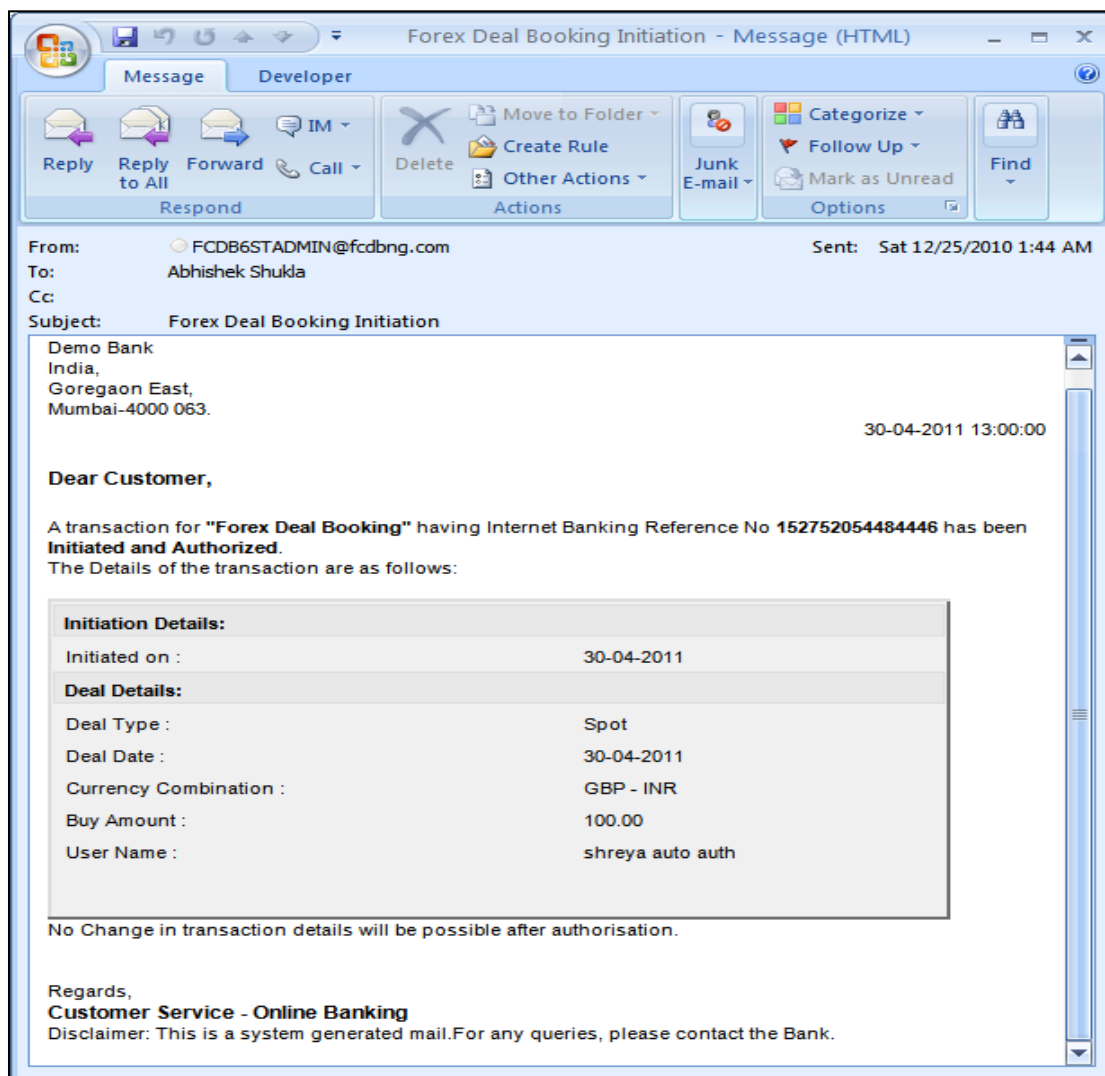 Forex Deal Booking Initiation - Message (HTML)
Message Developer
Reply
Reply to All
Forward
IM
Call
Respond
Delete
Move to Folder
Create Rule
Other Actions
Actions
Junk E-mail
Categorize
Follow Up
Mark as Unread
Options
Find
From: FCDB6STADMIN@fcdbng.com Sent: Sat 12/25/2010 1:44 AM
To: Abhishek Shukla
Cc:
Subject: Forex Deal Booking Initiation
Demo Bank
India,
Goregaon East,
Mumbai-4000 063.
30-04-2011 13:00:00
Dear Customer,
A transaction for "Forex Deal Booking" having Internet Banking Reference No 152752054484446 has been
Initiated and Authorized.
The Details of the transaction are as follows:
Initiation Details:
Initiated on : 30-04-2011
Deal Details:
Deal Type : Spot
Deal Date : 30-04-2011
Currency Combination : GBP - INR
Buy Amount : 100.00
User Name : shreya auto auth
No Change in transaction details will be possible after authorisation.
Regards,
Customer Service - Online Banking
Disclaimer: This is a system generated mail.For any queries, please contact the Bank.